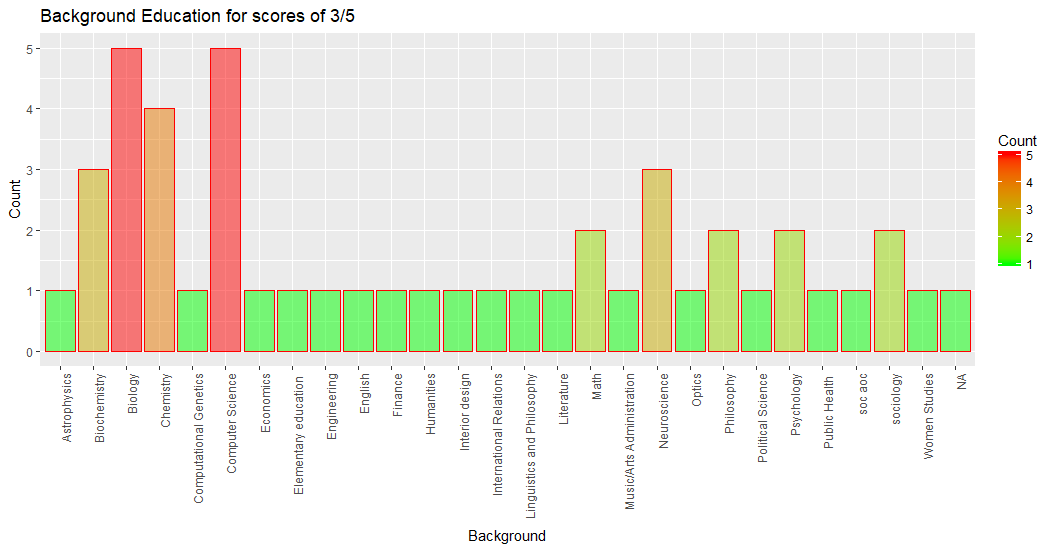 Background Education for scores of 3/5
Count
5
4
3
2
1
0
Astrophysics
Biochemistry
Biology
Chemistry
Computational Genetics
Computer Science
Economics
Elementary education
Engineering
English
Finance
Humanities
Interior design
International Relations
Linguistics and Philosophy
Literature
Math
Music/Arts Administration
Neuroscience
Optics
Philosophy
Political Science
Psychology
Public Health
soc aoc
sociology
Women Studies
NA
Background
Count
5
4
3
2
1